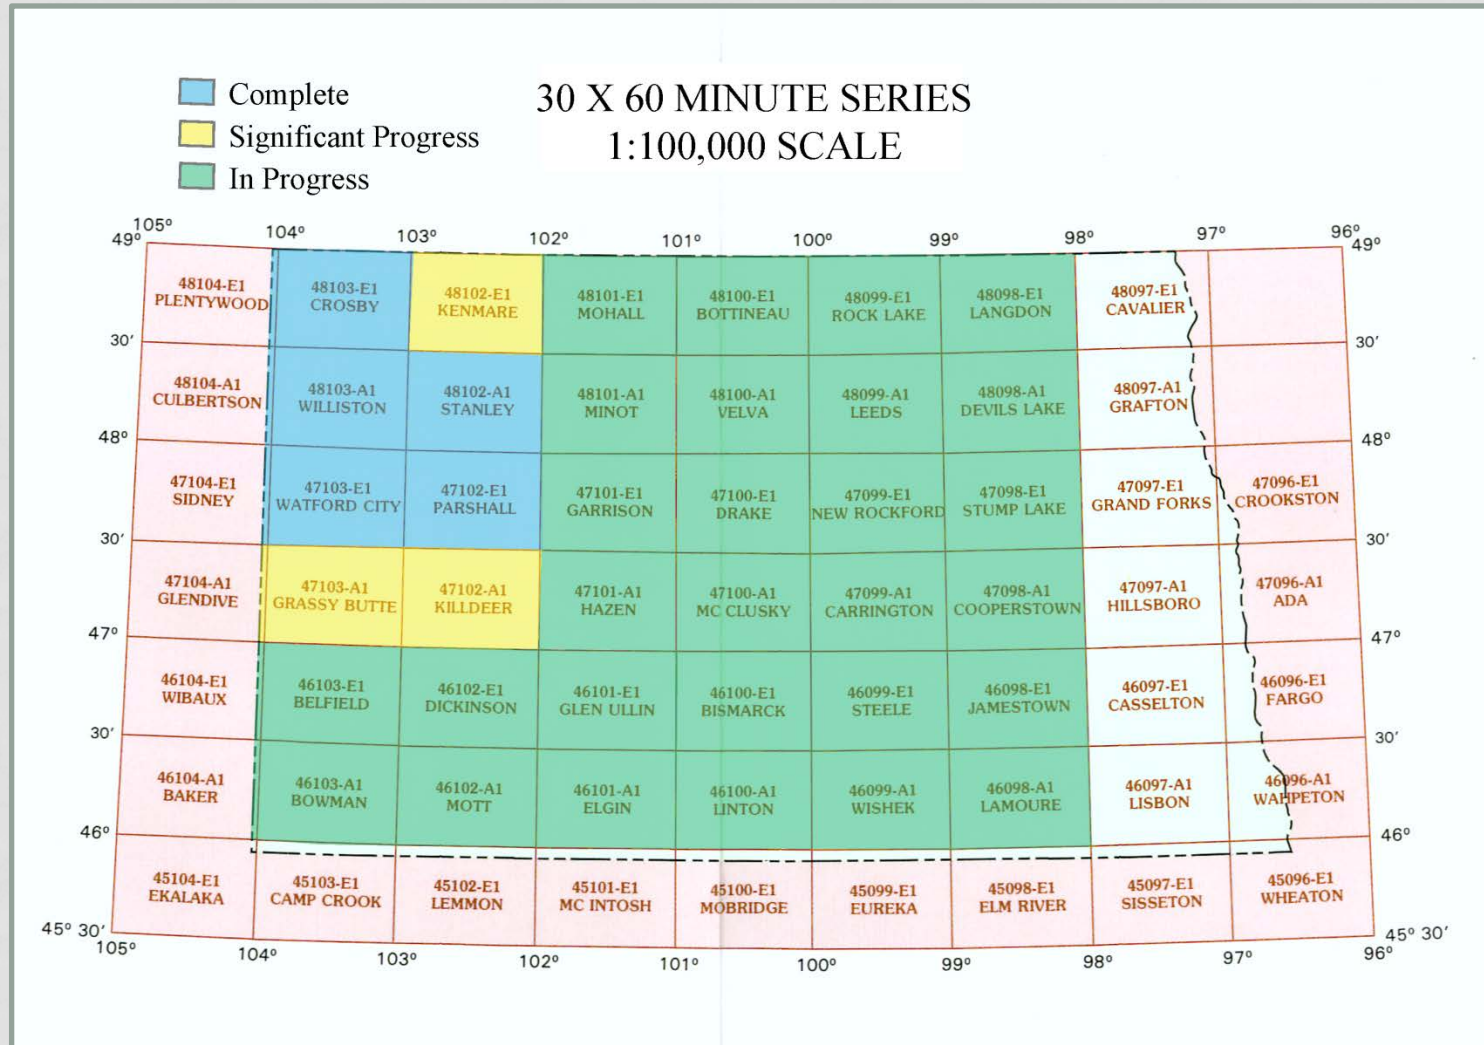 Complete
Significant Progress
In Progress
30 X 60 MINUTE SERIES
1:100,000 SCALE
105° 104° 103° 102° 101° 100° 99° 98° 97° 96°
49° 49°
48104-E1
PLENTYWOOD
48103-E1
CROSBY
48102-E1
KENMARE
48101-E1
MOHALL
48100-E1
BOTTINEAU
48099-E1
ROCK LAKE
48098-E1
LANGDON
48097-E1
CAVALIER
30′ 30′
48104-A1
CULBERTSON
48103-A1
WILLISTON
48102-A1
STANLEY
48101-A1
MINOT
48100-A1
VELVA
48099-A1
LEEDS
48098-A1
DEVILS LAKE
48097-A1
GRAFTON
48° 48°
47104-E1
SIDNEY
47103-E1
WATFORD CITY
47102-E1
PARSHALL
47101-E1
GARRISON
47100-E1
DRAKE
47099-E1
NEW ROCKFORD
47098-E1
STUMP LAKE
47097-E1
GRAND FORKS
47096-E1
CROOKSTON
30′ 30′
47104-A1
GLENDIVE
47103-A1
GRASSY BUTTE
47102-A1
KILLDEER
47101-A1
HAZEN
47100-A1
MC CLUSKY
47099-A1
CARRINGTON
47098-A1
COOPERSTOWN
47097-A1
HILLSBORO
47096-A1
ADA
47° 47°
46104-E1
WIBAUX
46103-E1
BELFIELD
46102-E1
DICKINSON
46101-E1
GLEN ULLIN
46100-E1
BISMARCK
46099-E1
STEELE
46098-E1
JAMESTOWN
46097-E1
CASSELTON
46096-E1
FARGO
30′ 30′
46104-A1
BAKER
46103-A1
BOWMAN
46102-A1
MOTT
46101-A1
ELGIN
46100-A1
LINTON
46099-A1
WISHEK
46098-A1
LAMOURE
46097-A1
LISBON
46096-A1
WAHPETON
46° 46°
45104-E1
EKALAKA
45103-E1
CAMP CROOK
45102-E1
LEMMON
45101-E1
MC INTOSH
45100-E1
MOBRIDGE
45099-E1
EUREKA
45098-E1
ELM RIVER
45097-E1
SISSETON
45096-E1
WHEATON
45° 30′ 45° 30′
105° 104° 103° 102° 101° 100° 99° 98° 97° 96°